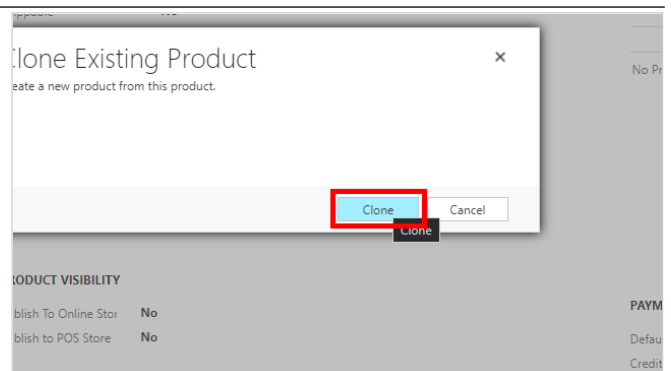 Clone Existing Product
×
eate a new product from this product.
No Pr
Clone
Cancel
Clone
RODUCT VISIBILITY
blish To Online Stor No
blish to POS Store No
PAYM
Defau
Credit